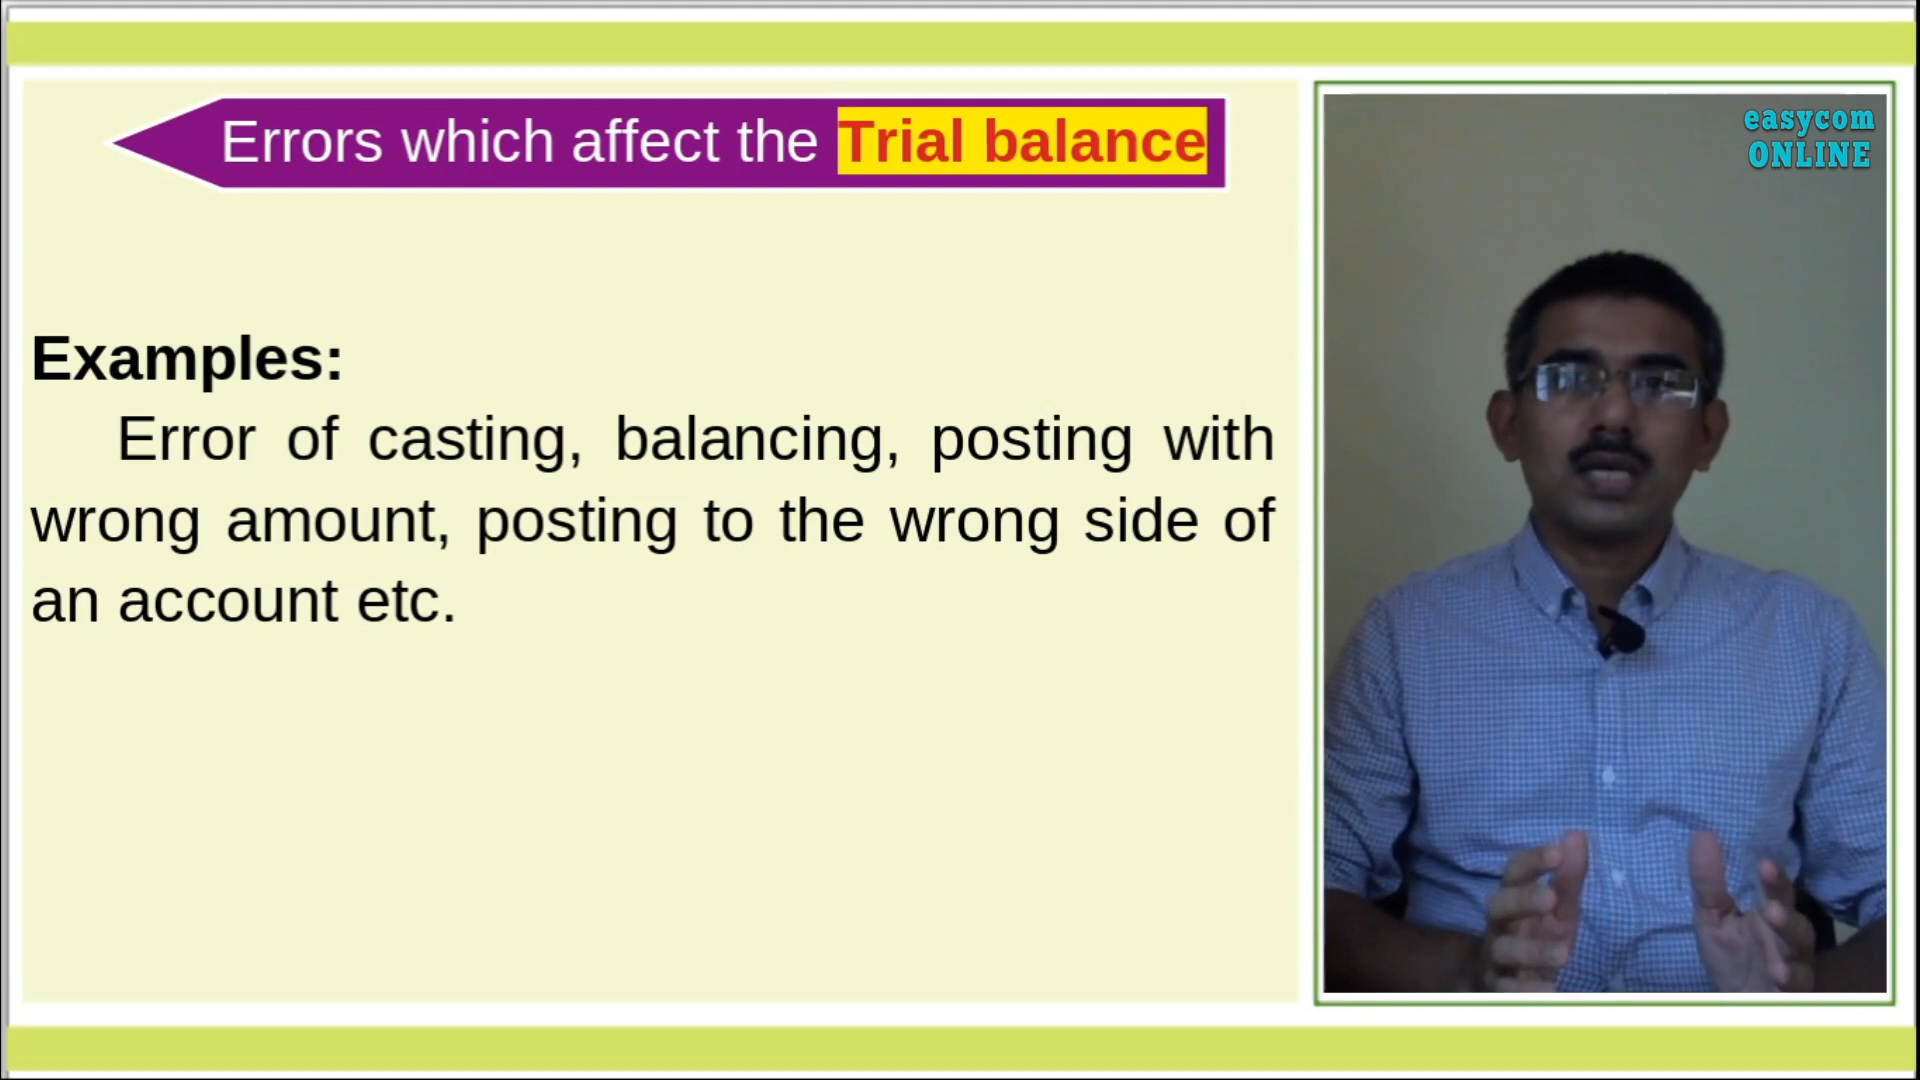 Errors which affect the Trial balance
easycom
ONLINE
Examples:
Error of casting, balancing, posting with
wrong amount, posting to the wrong side of
an account etc.